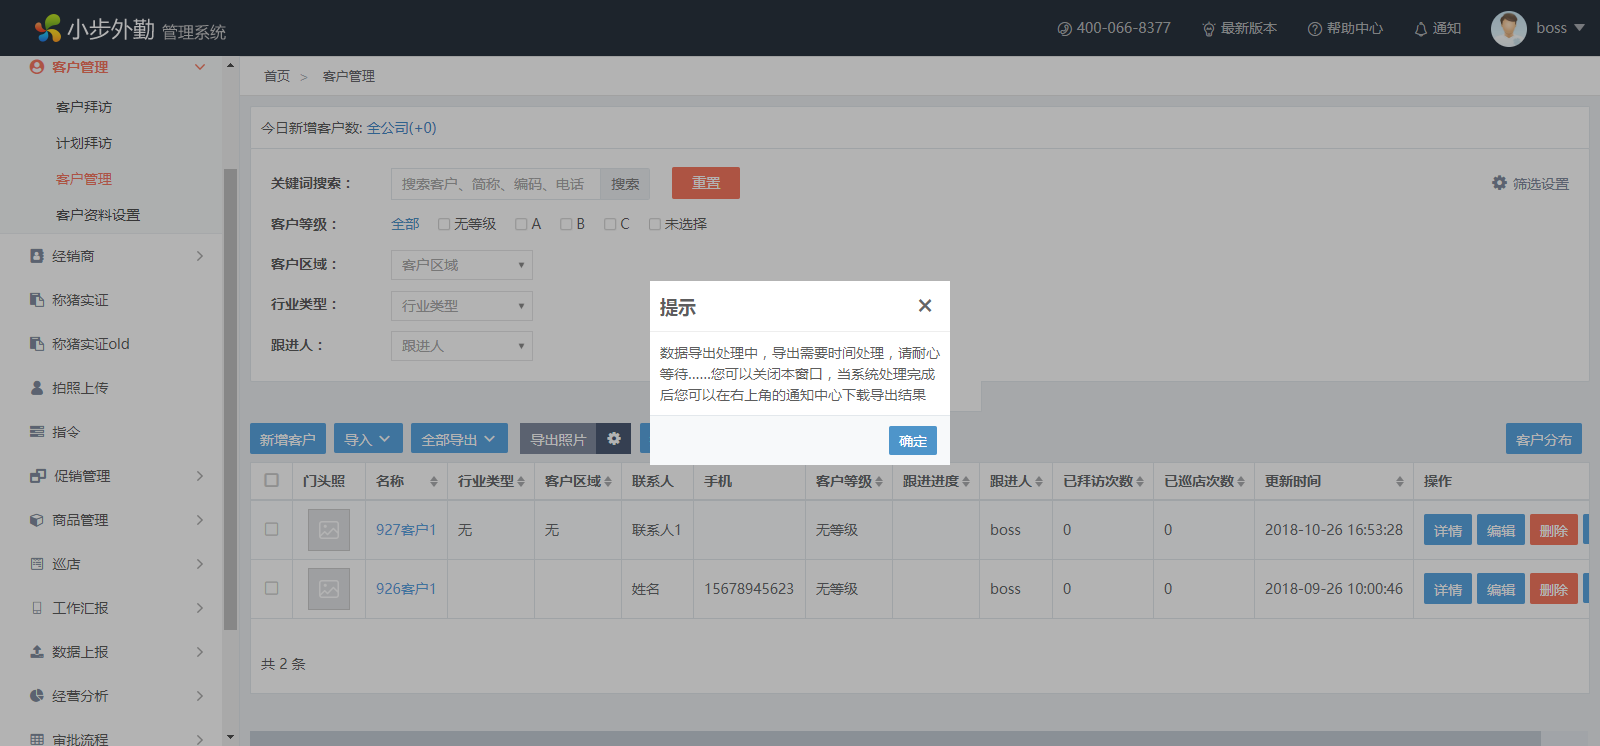 小步外勤 管理系统
400-066-8377
最新版本
帮助中心
通知
boss
客户管理
客户拜访
计划拜访
客户管理
客户资料设置
经销商
称猪实证
称猪实证old
拍照上传
指令
促销管理
商品管理
巡店
工作汇报
数据上报
经营分析
审批流程
首页 > 客户管理
今日新增客户数: 全公司(+0)
关键词搜索： 搜索客户、简称、编码、电话 搜索 重置
筛选设置
客户等级： 全部 无等级 A B C 未选择
客户区域： 客户区域
行业类型： 行业类型
跟进人： 跟进人
提示
数据导出处理中，导出需要时间处理，请耐心
等待......您可以关闭本窗口，当系统处理完成
后您可以在右上角的通知中心下载导出结果
确定
新增客户 导入 全部导出 导出照片 客户分布
门头照 名称 行业类型 客户区域 联系人 手机 客户等级 跟进进度 跟进人 已拜访次数 已巡店次数 更新时间 操作
927客户1 无 无 联系人1 无等级 boss 0 0 2018-10-26 16:53:28 详情 编辑 删除
926客户1 姓名 15678945623 无等级 boss 0 0 2018-09-26 10:00:46 详情 编辑 删除
共 2 条